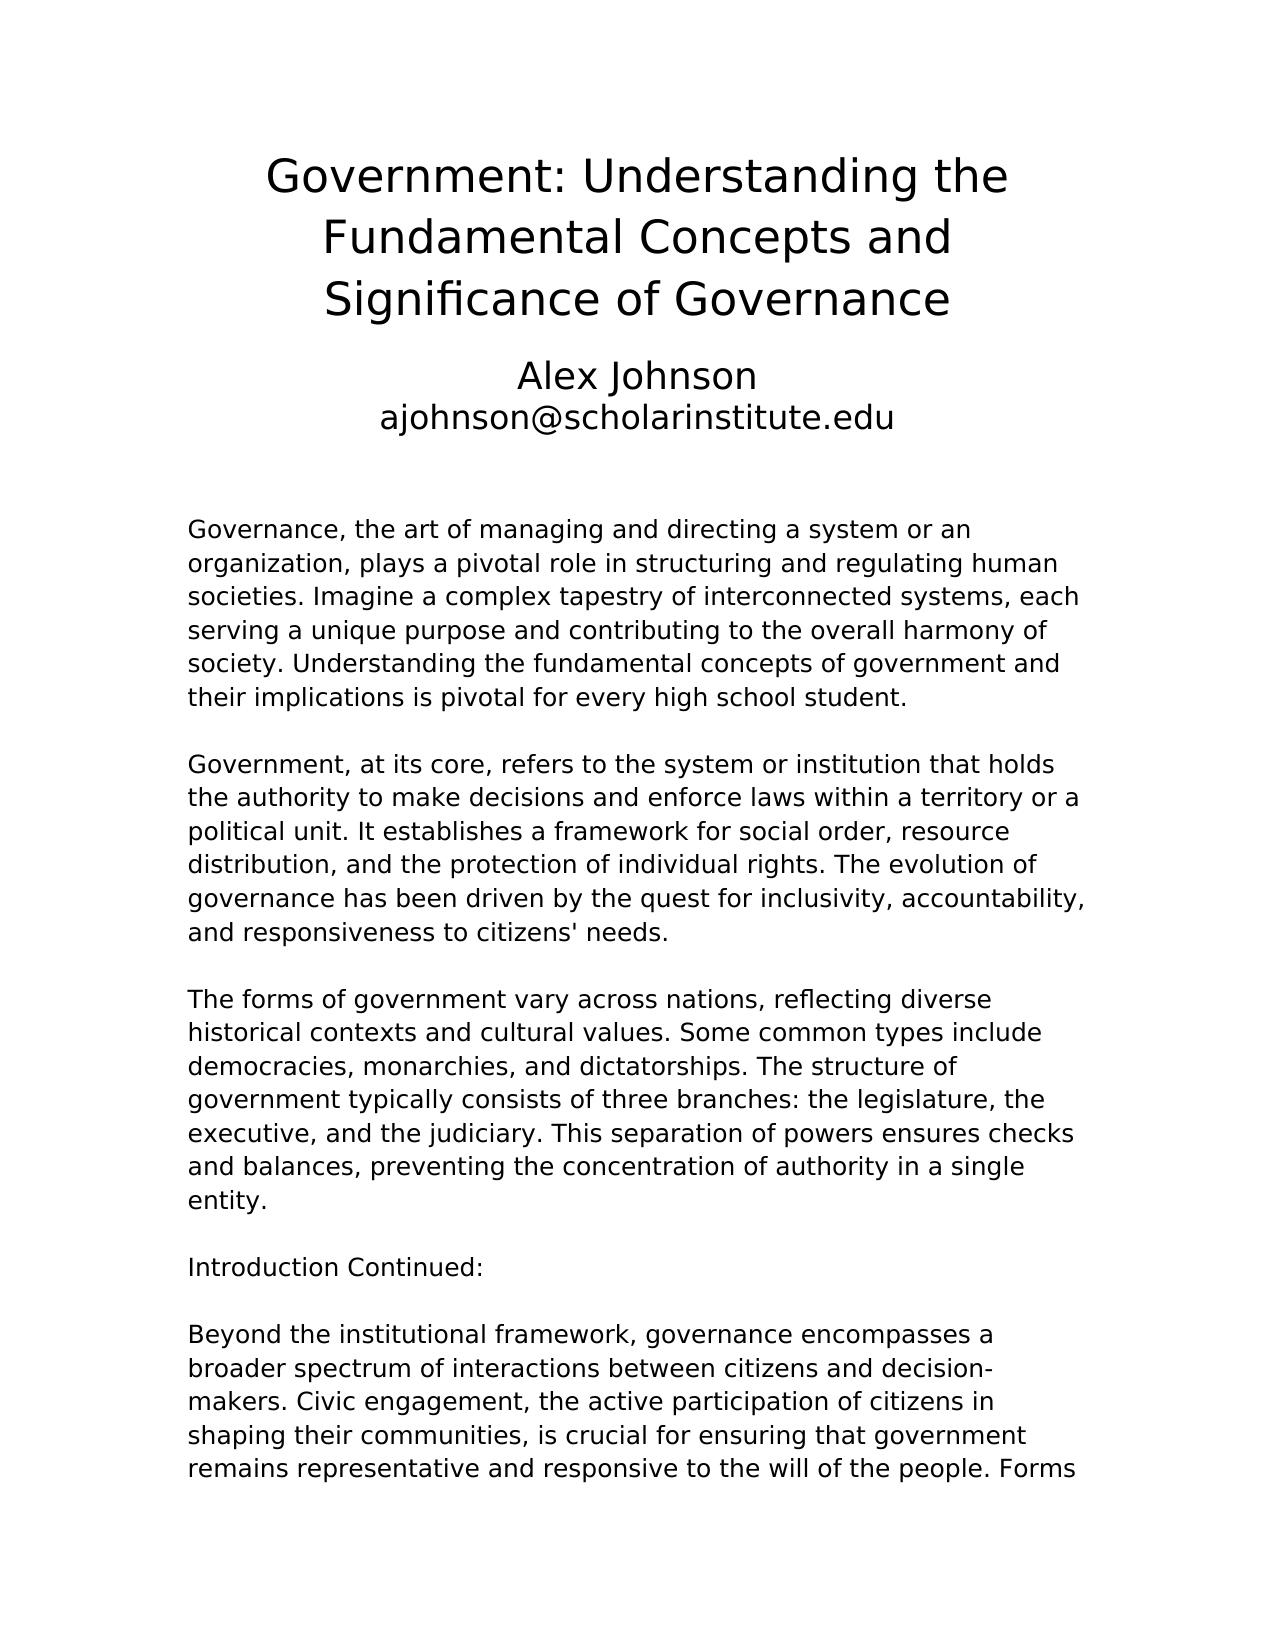 Government: Understanding the
Fundamental Concepts and
Significance of Governance
Alex Johnson
ajohnson@scholarinstitute.edu
Governance, the art of managing and directing a system or an
organization, plays a pivotal role in structuring and regulating human
societies. Imagine a complex tapestry of interconnected systems, each
serving a unique purpose and contributing to the overall harmony of
society. Understanding the fundamental concepts of government and
their implications is pivotal for every high school student.
Government, at its core, refers to the system or institution that holds
the authority to make decisions and enforce laws within a territory or a
political unit. It establishes a framework for social order, resource
distribution, and the protection of individual rights. The evolution of
governance has been driven by the quest for inclusivity, accountability,
and responsiveness to citizens' needs.
The forms of government vary across nations, reflecting diverse
historical contexts and cultural values. Some common types include
democracies, monarchies, and dictatorships. The structure of
government typically consists of three branches: the legislature, the
executive, and the judiciary. This separation of powers ensures checks
and balances, preventing the concentration of authority in a single
entity.
Introduction Continued:
Beyond the institutional framework, governance encompasses a
broader spectrum of interactions between citizens and decision-
makers. Civic engagement, the active participation of citizens in
shaping their communities, is crucial for ensuring that government
remains representative and responsive to the will of the people. Forms